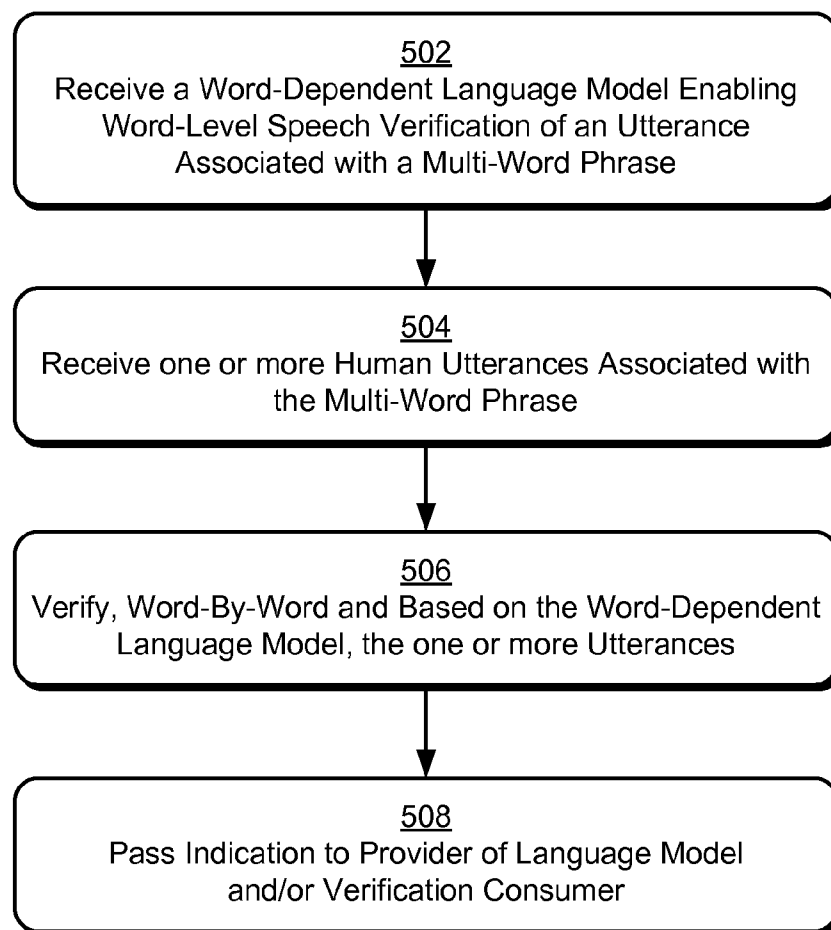 502
Receive a Word-Dependent Language Model Enabling
Word-Level Speech Verification of an Utterance
Associated with a Multi-Word Phrase
504
Receive one or more Human Utterances Associated with
the Multi-Word Phrase
506
Verify, Word-By-Word and Based on the Word-Dependent
Language Model, the one or more Utterances
508
Pass Indication to Provider of Language Model
and/or Verification Consumer